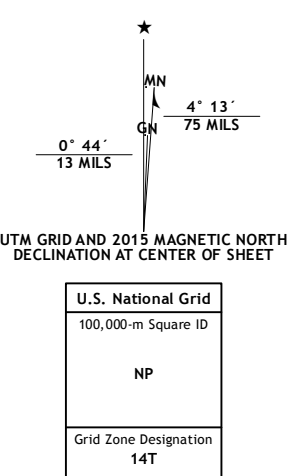 ★
MN
4° 13´
75 MILS
GN
0° 44´
13 MILS
UTM GRID AND 2015 MAGNETIC NORTH
DECLINATION AT CENTER OF SHEET
U.S. National Grid
100,000-m Square ID
NP
Grid Zone Designation
14T